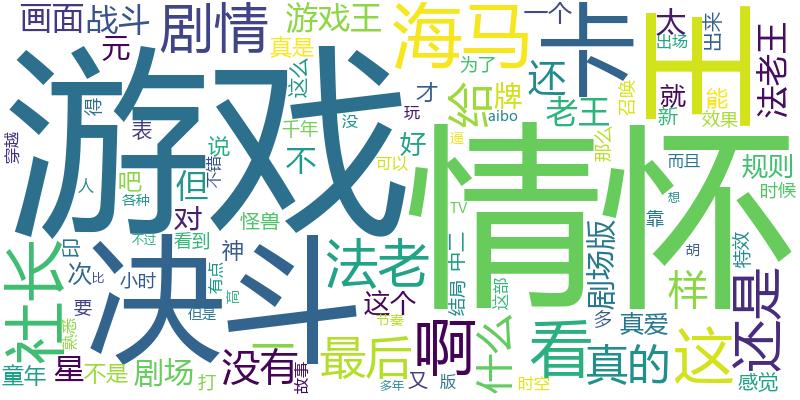 画面
战斗
剧情
游戏王
海马
卡
王
太
出来
出场
一个
法老王
元
真是
这么
为了
还
给
牌
才
就
能
召唤
老王
新
效果
游戏
情怀
穿越
得
表
千年
没
玩
aibo
说
好
不
不错
可以
逼
那么
而且
规则
时候
人
吧
但
各种
怪兽
TV
想
靠
决斗
社长
对
不过
看到
神
法老
中二
剧场版
样
还是
胡
特效
次
比
小时
有点
高
这个
结局
这部
多
真爱
要
但是
节奏
啊
什么
看
真的
这
熟悉
童年
星
不是
剧场
打
没有
故事
一
最后
多年
又
版
时空
感觉